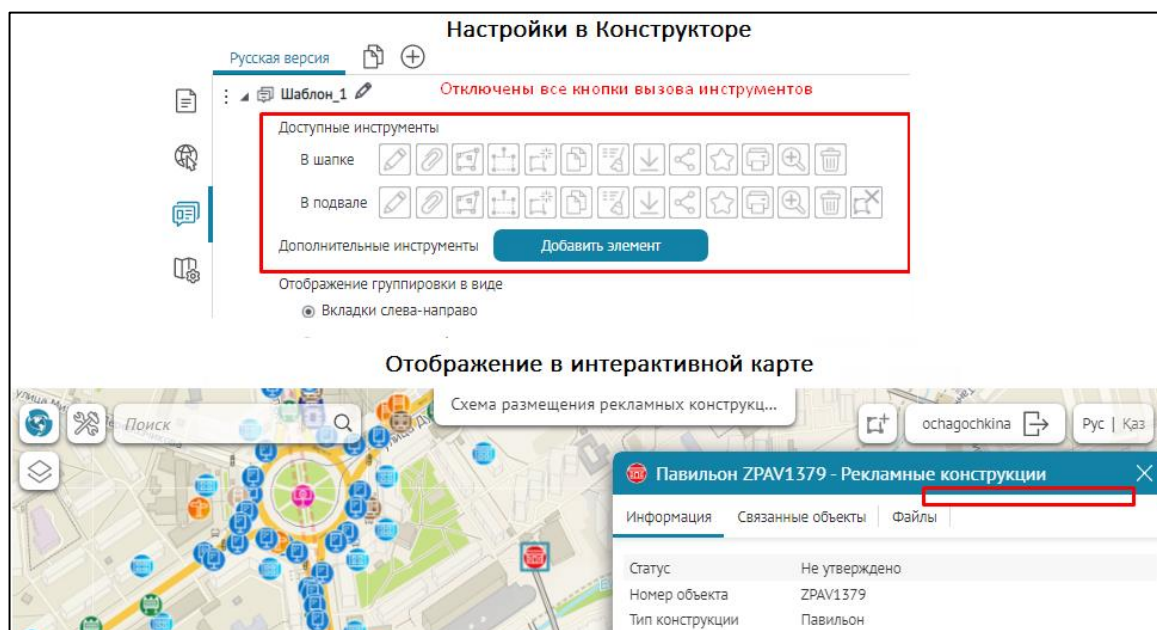 Настройки в Конструкторе
Русская версия
Шаблон_1
Отключены все кнопки вызова инструментов
Доступные инструменты
В шапке
В подвале
Дополнительные инструменты
Добавить элемент
Отображение группировки в виде
Вкладки слева-направо
Отображение в интерактивной карте
Поиск
Схема размещения рекламных конструкц...
ochagochkina
Рус | Қаз
Павильон ZPAV1379 - Рекламные конструкции
Информация Связанные объекты Файлы
Статус Не утверждено
Номер объекта ZPAV1379
Тип конструкции Павильон